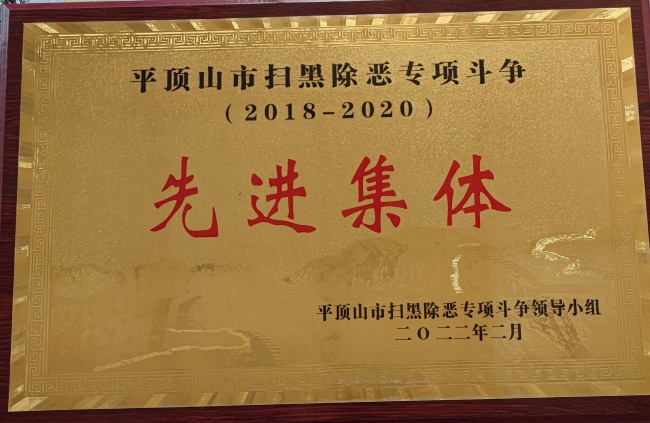 平顶山市扫黑除恶专项斗争
（2018-2020）
先进集体
平顶山市扫黑除恶专项斗争领导小组
二〇二二年二月